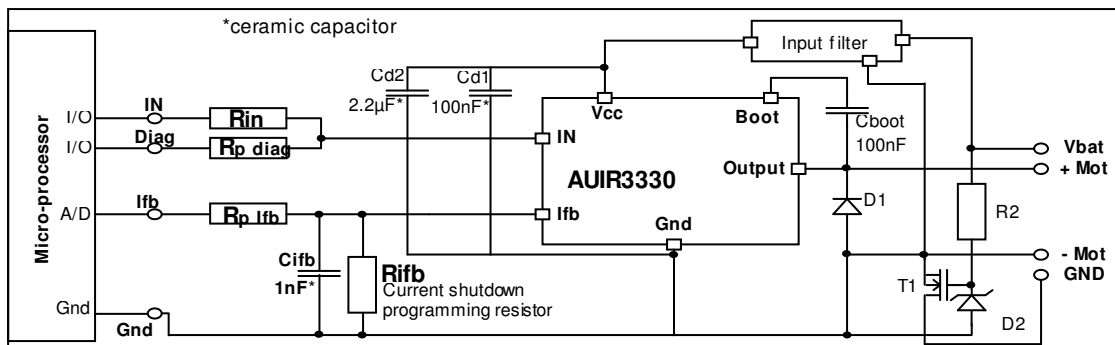 *ceramic capacitor
Input filter
Cd2
2.2µF*
Cd1
100nF*
Vcc
Boot
Cboot
100nF
Micro-processor
I/O
IN
Rin
I/O
Diag
Rp diag
IN
AUIR3330
Output
Vbat
+ Mot
A/D
Ifb
Rp Ifb
Ifb
Gnd
D1
R2
Cifb
1nF*
Rifb
Current shutdown
programming resistor
- Mot
GND
T1
D2
Gnd
Gnd